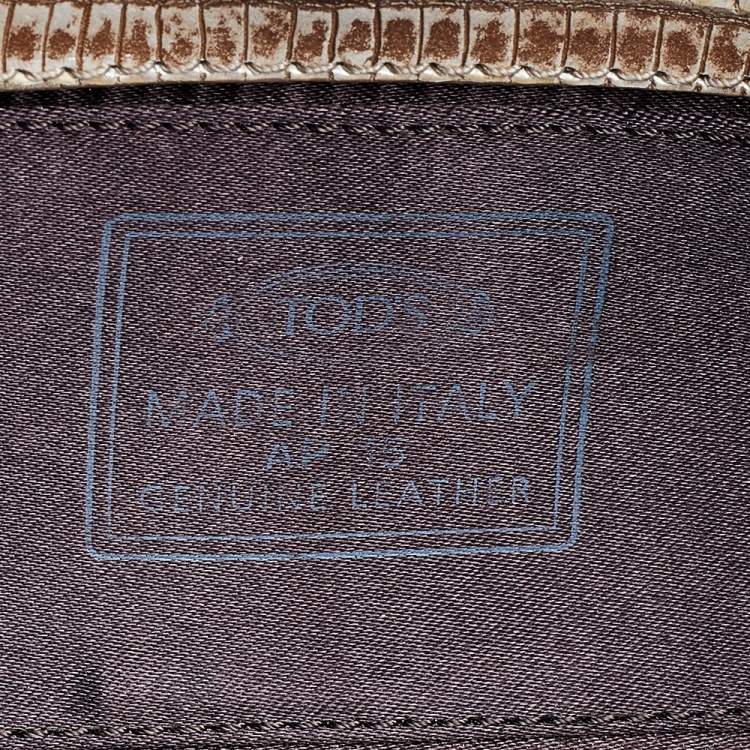 TOD'S
MADE IN ITALY
AP 15
GENUINE LEATHER